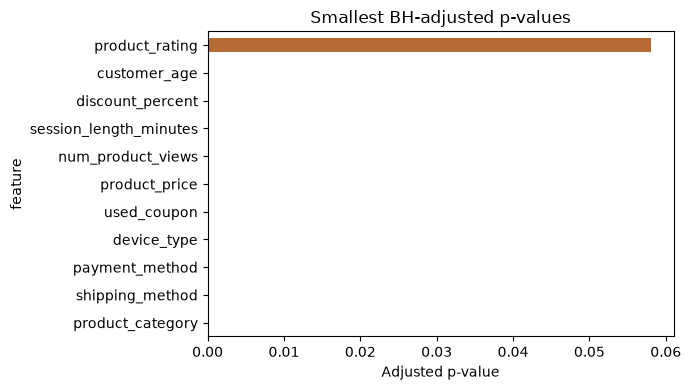 Smallest BH-adjusted p-values
product_rating
customer_age
discount_percent
session_length_minutes
num_product_views
product_price
used_coupon
device_type
payment_method
shipping_method
product_category
feature
0.00 0.01 0.02 0.03 0.04 0.05 0.06
Adjusted p-value